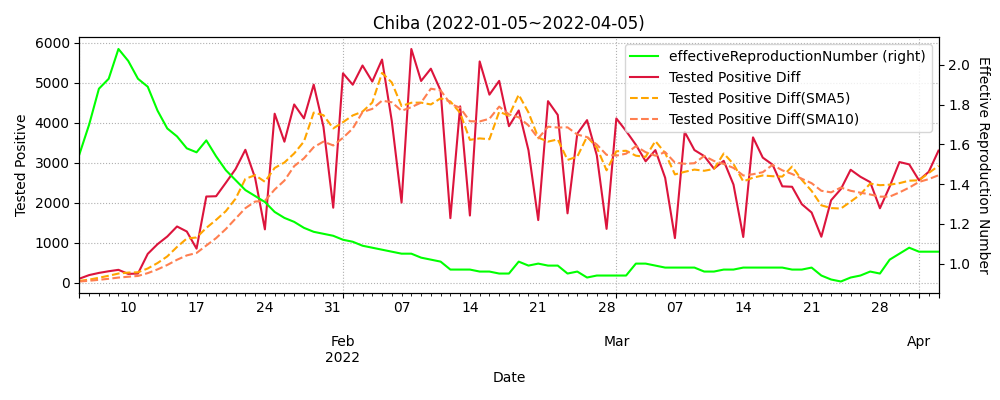 Chiba (2022-01-05~2022-04-05)
effectiveReproductionNumber (right)
Tested Positive Diff
Tested Positive Diff(SMA5)
Tested Positive Diff(SMA10)
Tested Positive
6000
5000
4000
3000
2000
1000
0
2.0
1.8
1.6
1.4
1.2
1.0
Effective Reproduction Number
10 17 24 31 07 14 21 28 07 14 21 28
Feb Mar Apr
2022
Date